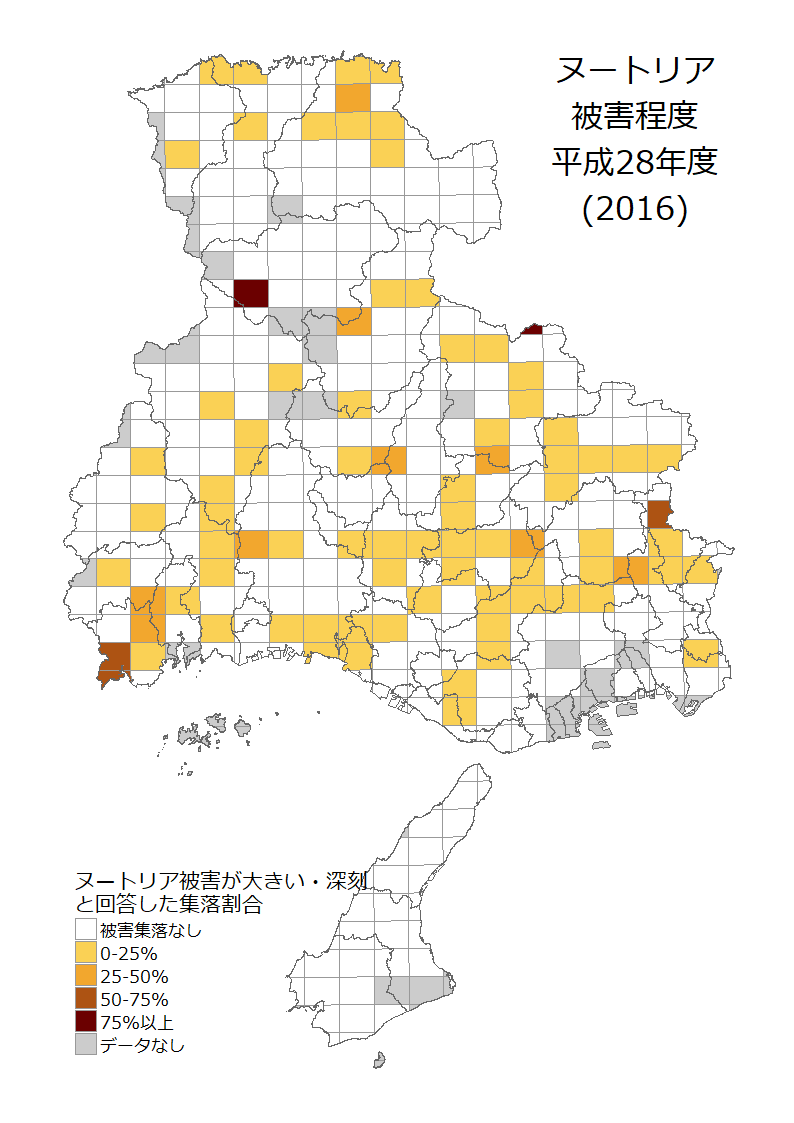 ヌートリア
被害程度
平成28年度
(2016)
ヌートリア被害が大きい・深刻
と回答した集落割合
被害集落なし
0-25%
25-50%
50-75%
75%以上
データなし